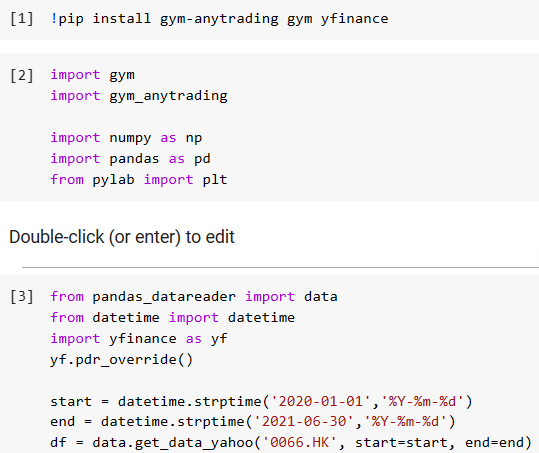 [1] !pip install gym-anytrading gym yfinance
[2] import gym
import gym_anytrading
import numpy as np
import pandas as pd
from pylab import plt
Double-click (or enter) to edit
[3] from pandas_datareader import data
from datetime import datetime
import yfinance as yf
yf.pdr_override()
start = datetime.strptime('2020-01-01','%Y-%m-%d')
end = datetime.strptime('2021-06-30','%Y-%m-%d')
df = data.get_data_yahoo('0066.HK', start=start, end=end)